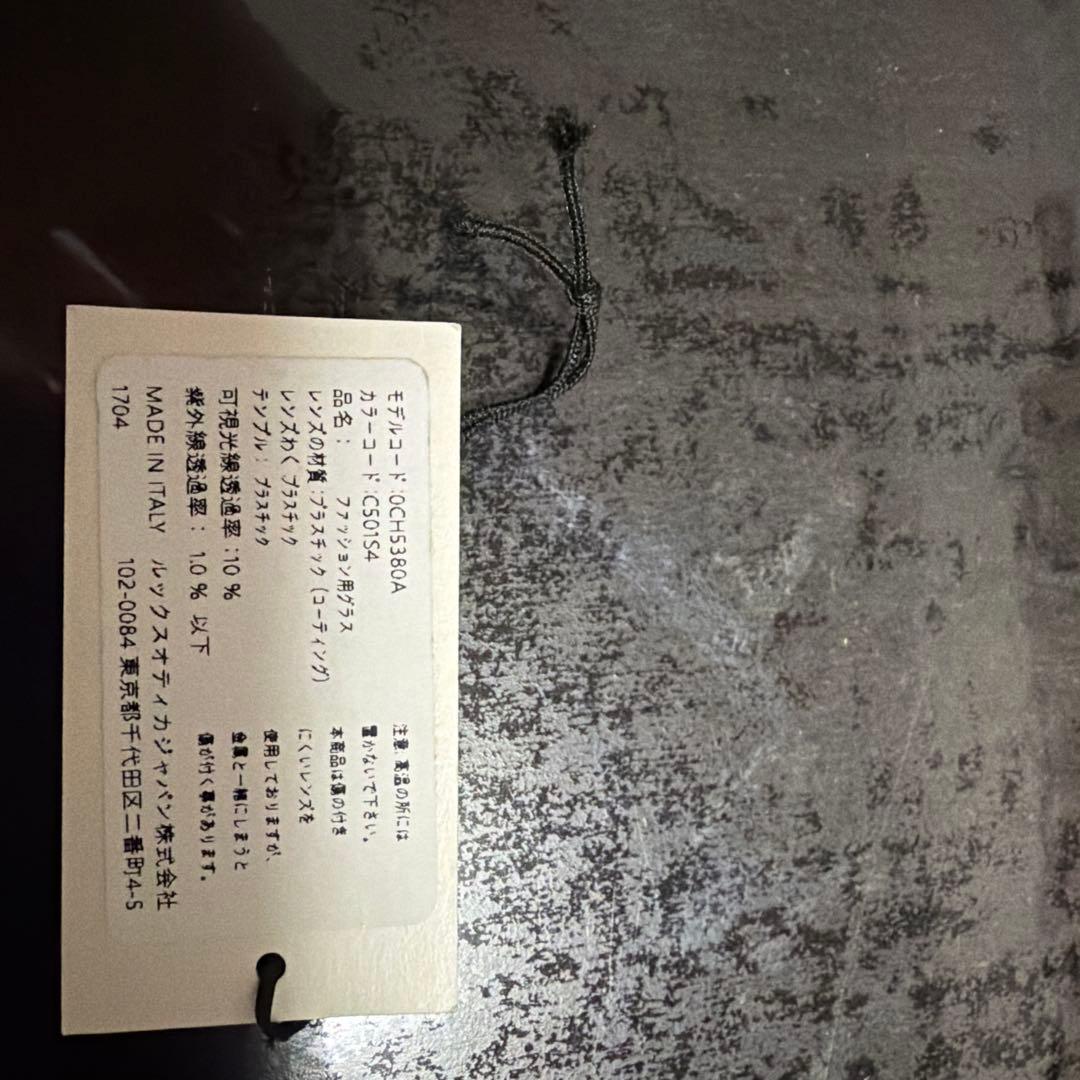 モデルコード:0CH5380A
カラーコード:C501S4
品名: ファッション用グラス
レンズの材質:プラスチック(コーティング)
レンズわく プラスチック
テンプル: プラスチック
可視光線透過率:10 %
紫外線透過率: 1.0 % 以下
注意:高温の所には
置かないで下さい。
本商品は傷の付き
にくいレンズを
使用しておりますが、
金属と一緒にしまうと
傷が付く事があります。
MADE IN ITALY ルックスオティカジャパン株式会社
1704 102-0084 東京都千代田区二番町4-5